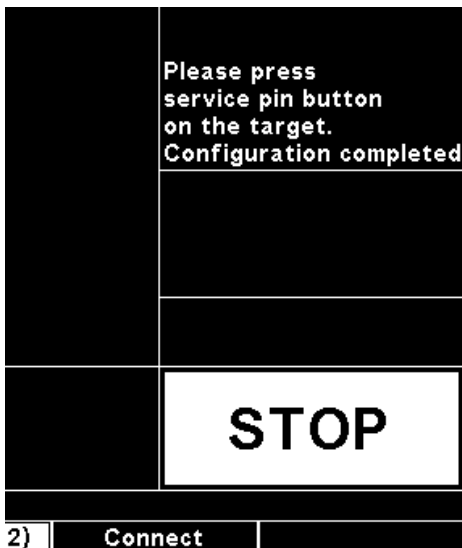 Please press
service pin button
on the target.
Configuration completed
STOP
2) Connect